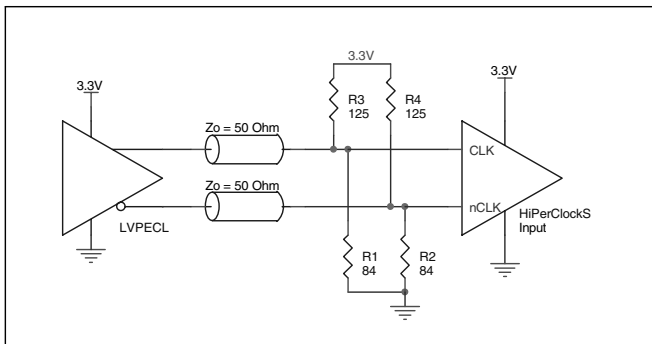 3.3V
3.3V
3.3V
R3
125
R4
125
Zo = 50 Ohm
CLK
Zo = 50 Ohm
nCLK
HiPerClockS
Input
LVPECL
R1
84
R2
84